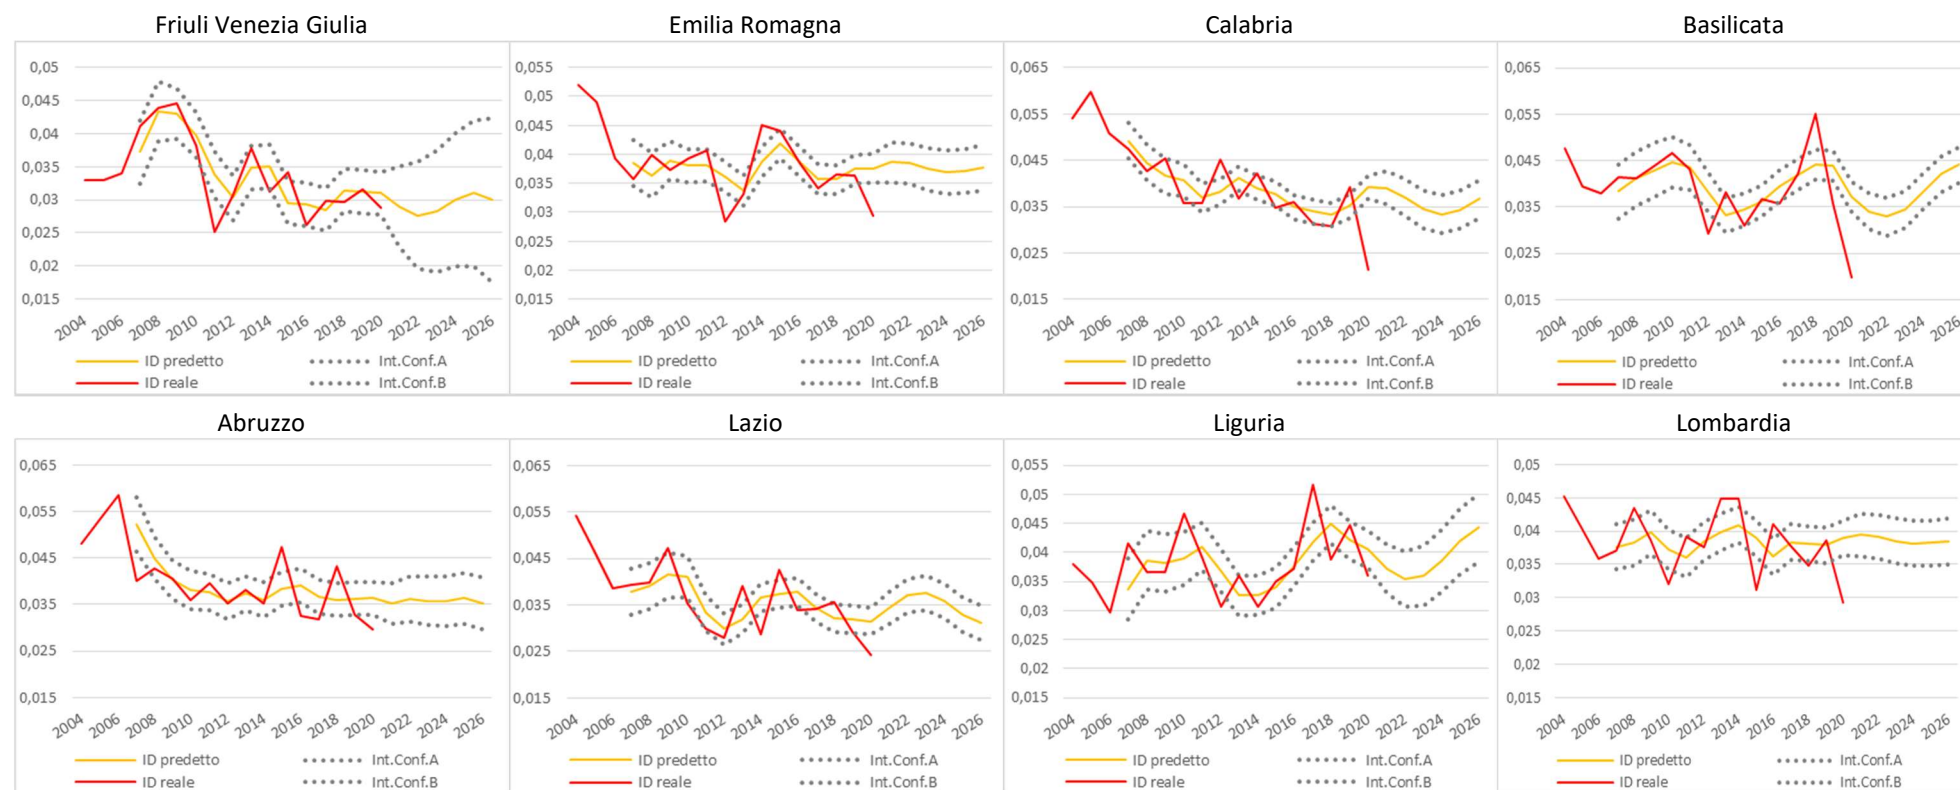 Friuli Venezia Giulia
0,05
0,045
0,04
0,035
0,03
0,025
0,02
0,015
2004 2006 2008 2010 2012 2014 2016 2018 2020 2022 2024 2026
ID predetto Int.Conf.A
ID reale Int.Conf.B
Emilia Romagna
0,055
0,05
0,045
0,04
0,035
0,03
0,025
0,02
0,015
2004 2006 2008 2010 2012 2014 2016 2018 2020 2022 2024 2026
ID predetto Int.Conf.A
ID reale Int.Conf.B
Calabria
0,065
0,055
0,045
0,035
0,025
0,015
2004 2006 2008 2010 2012 2014 2016 2018 2020 2022 2024 2026
ID predetto Int.Conf.A
ID reale Int.Conf.B
Basilicata
0,065
0,055
0,045
0,035
0,025
0,015
2004 2006 2008 2010 2012 2014 2016 2018 2020 2022 2024 2026
ID predetto Int.Conf.A
ID reale Int.Conf.B
Abruzzo
0,065
0,055
0,045
0,035
0,025
0,015
2004 2006 2008 2010 2012 2014 2016 2018 2020 2022 2024 2026
ID predetto Int.Conf.A
ID reale Int.Conf.B
Lazio
0,065
0,055
0,045
0,035
0,025
0,015
2004 2006 2008 2010 2012 2014 2016 2018 2020 2022 2024 2026
ID predetto Int.Conf.A
ID reale Int.Conf.B
Liguria
0,055
0,05
0,045
0,04
0,035
0,03
0,025
0,02
0,015
2004 2006 2008 2010 2012 2014 2016 2018 2020 2022 2024 2026
ID predetto Int.Conf.A
ID reale Int.Conf.B
Lombardia
0,05
0,045
0,04
0,035
0,03
0,025
0,02
0,015
2004 2006 2008 2010 2012 2014 2016 2018 2020 2022 2024 2026
ID predetto Int.Conf.A
ID reale Int.Conf.B